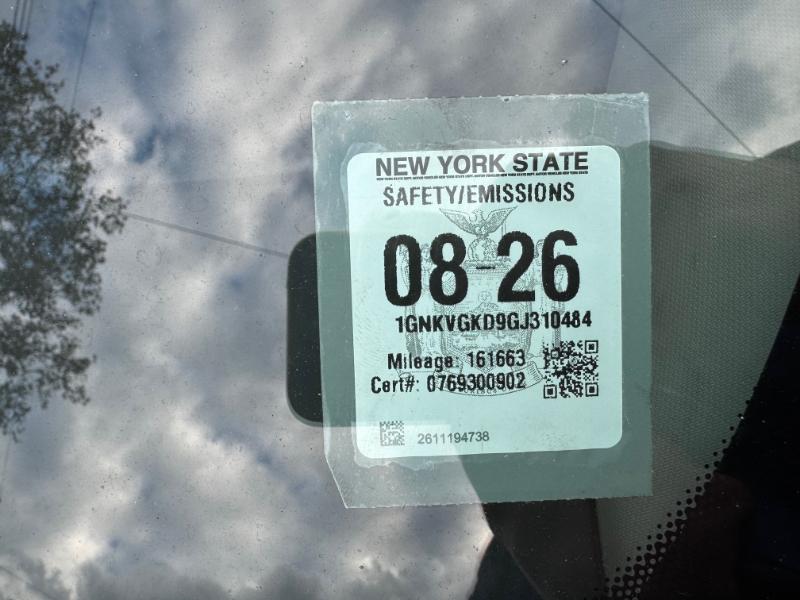 NEW YORK STATE
SAFETY/EMISSIONS
08-26
1GNKVGKD9GJ310484
Mileage: 161663
Cert#: 0769300902
2611194738